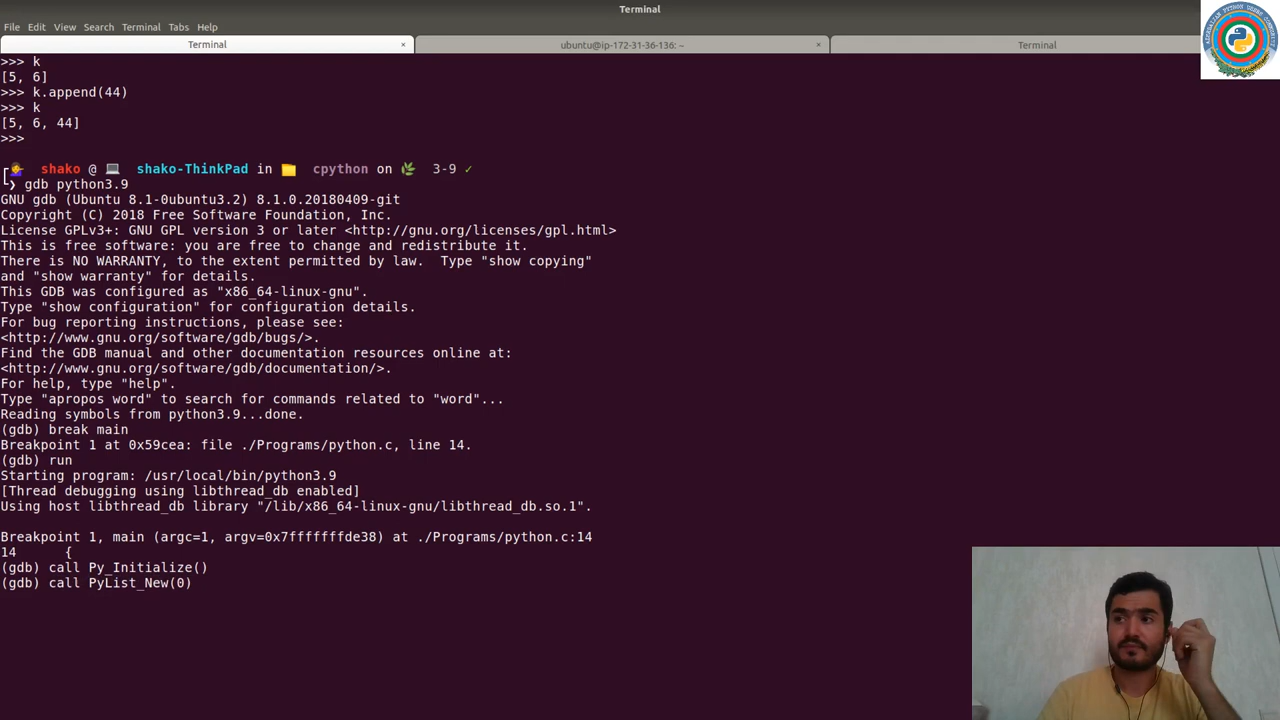 Terminal
File Edit View Search Terminal Tabs Help
Terminal × ubuntu@ip-172-31-36-136: ~ × Terminal
>>> k
[5, 6]
>>> k.append(44)
>>> k
[5, 6, 44]
>>>
shako @ 💻 shako-ThinkPad in 📁 cpython on 🌿 3-9 ✓
❯ gdb python3.9
GNU gdb (Ubuntu 8.1-0ubuntu3.2) 8.1.0.20180409-git
Copyright (C) 2018 Free Software Foundation, Inc.
License GPLv3+: GNU GPL version 3 or later <http://gnu.org/licenses/gpl.html>
This is free software: you are free to change and redistribute it.
There is NO WARRANTY, to the extent permitted by law.  Type "show copying"
and "show warranty" for details.
This GDB was configured as "x86_64-linux-gnu".
Type "show configuration" for configuration details.
For bug reporting instructions, please see:
<http://www.gnu.org/software/gdb/bugs/>.
Find the GDB manual and other documentation resources online at:
<http://www.gnu.org/software/gdb/documentation/>.
For help, type "help".
Type "apropos word" to search for commands related to "word"...
Reading symbols from python3.9...done.
(gdb) break main
Breakpoint 1 at 0x59cea: file ./Programs/python.c, line 14.
(gdb) run
Starting program: /usr/local/bin/python3.9
[Thread debugging using libthread_db enabled]
Using host libthread_db library "/lib/x86_64-linux-gnu/libthread_db.so.1".
Breakpoint 1, main (argc=1, argv=0x7fffffffde38) at ./Programs/python.c:14
14      {
(gdb) call Py_Initialize()
(gdb) call PyList_New(0)
AZERBAIJAN PYTHON USERS COMMUNITY